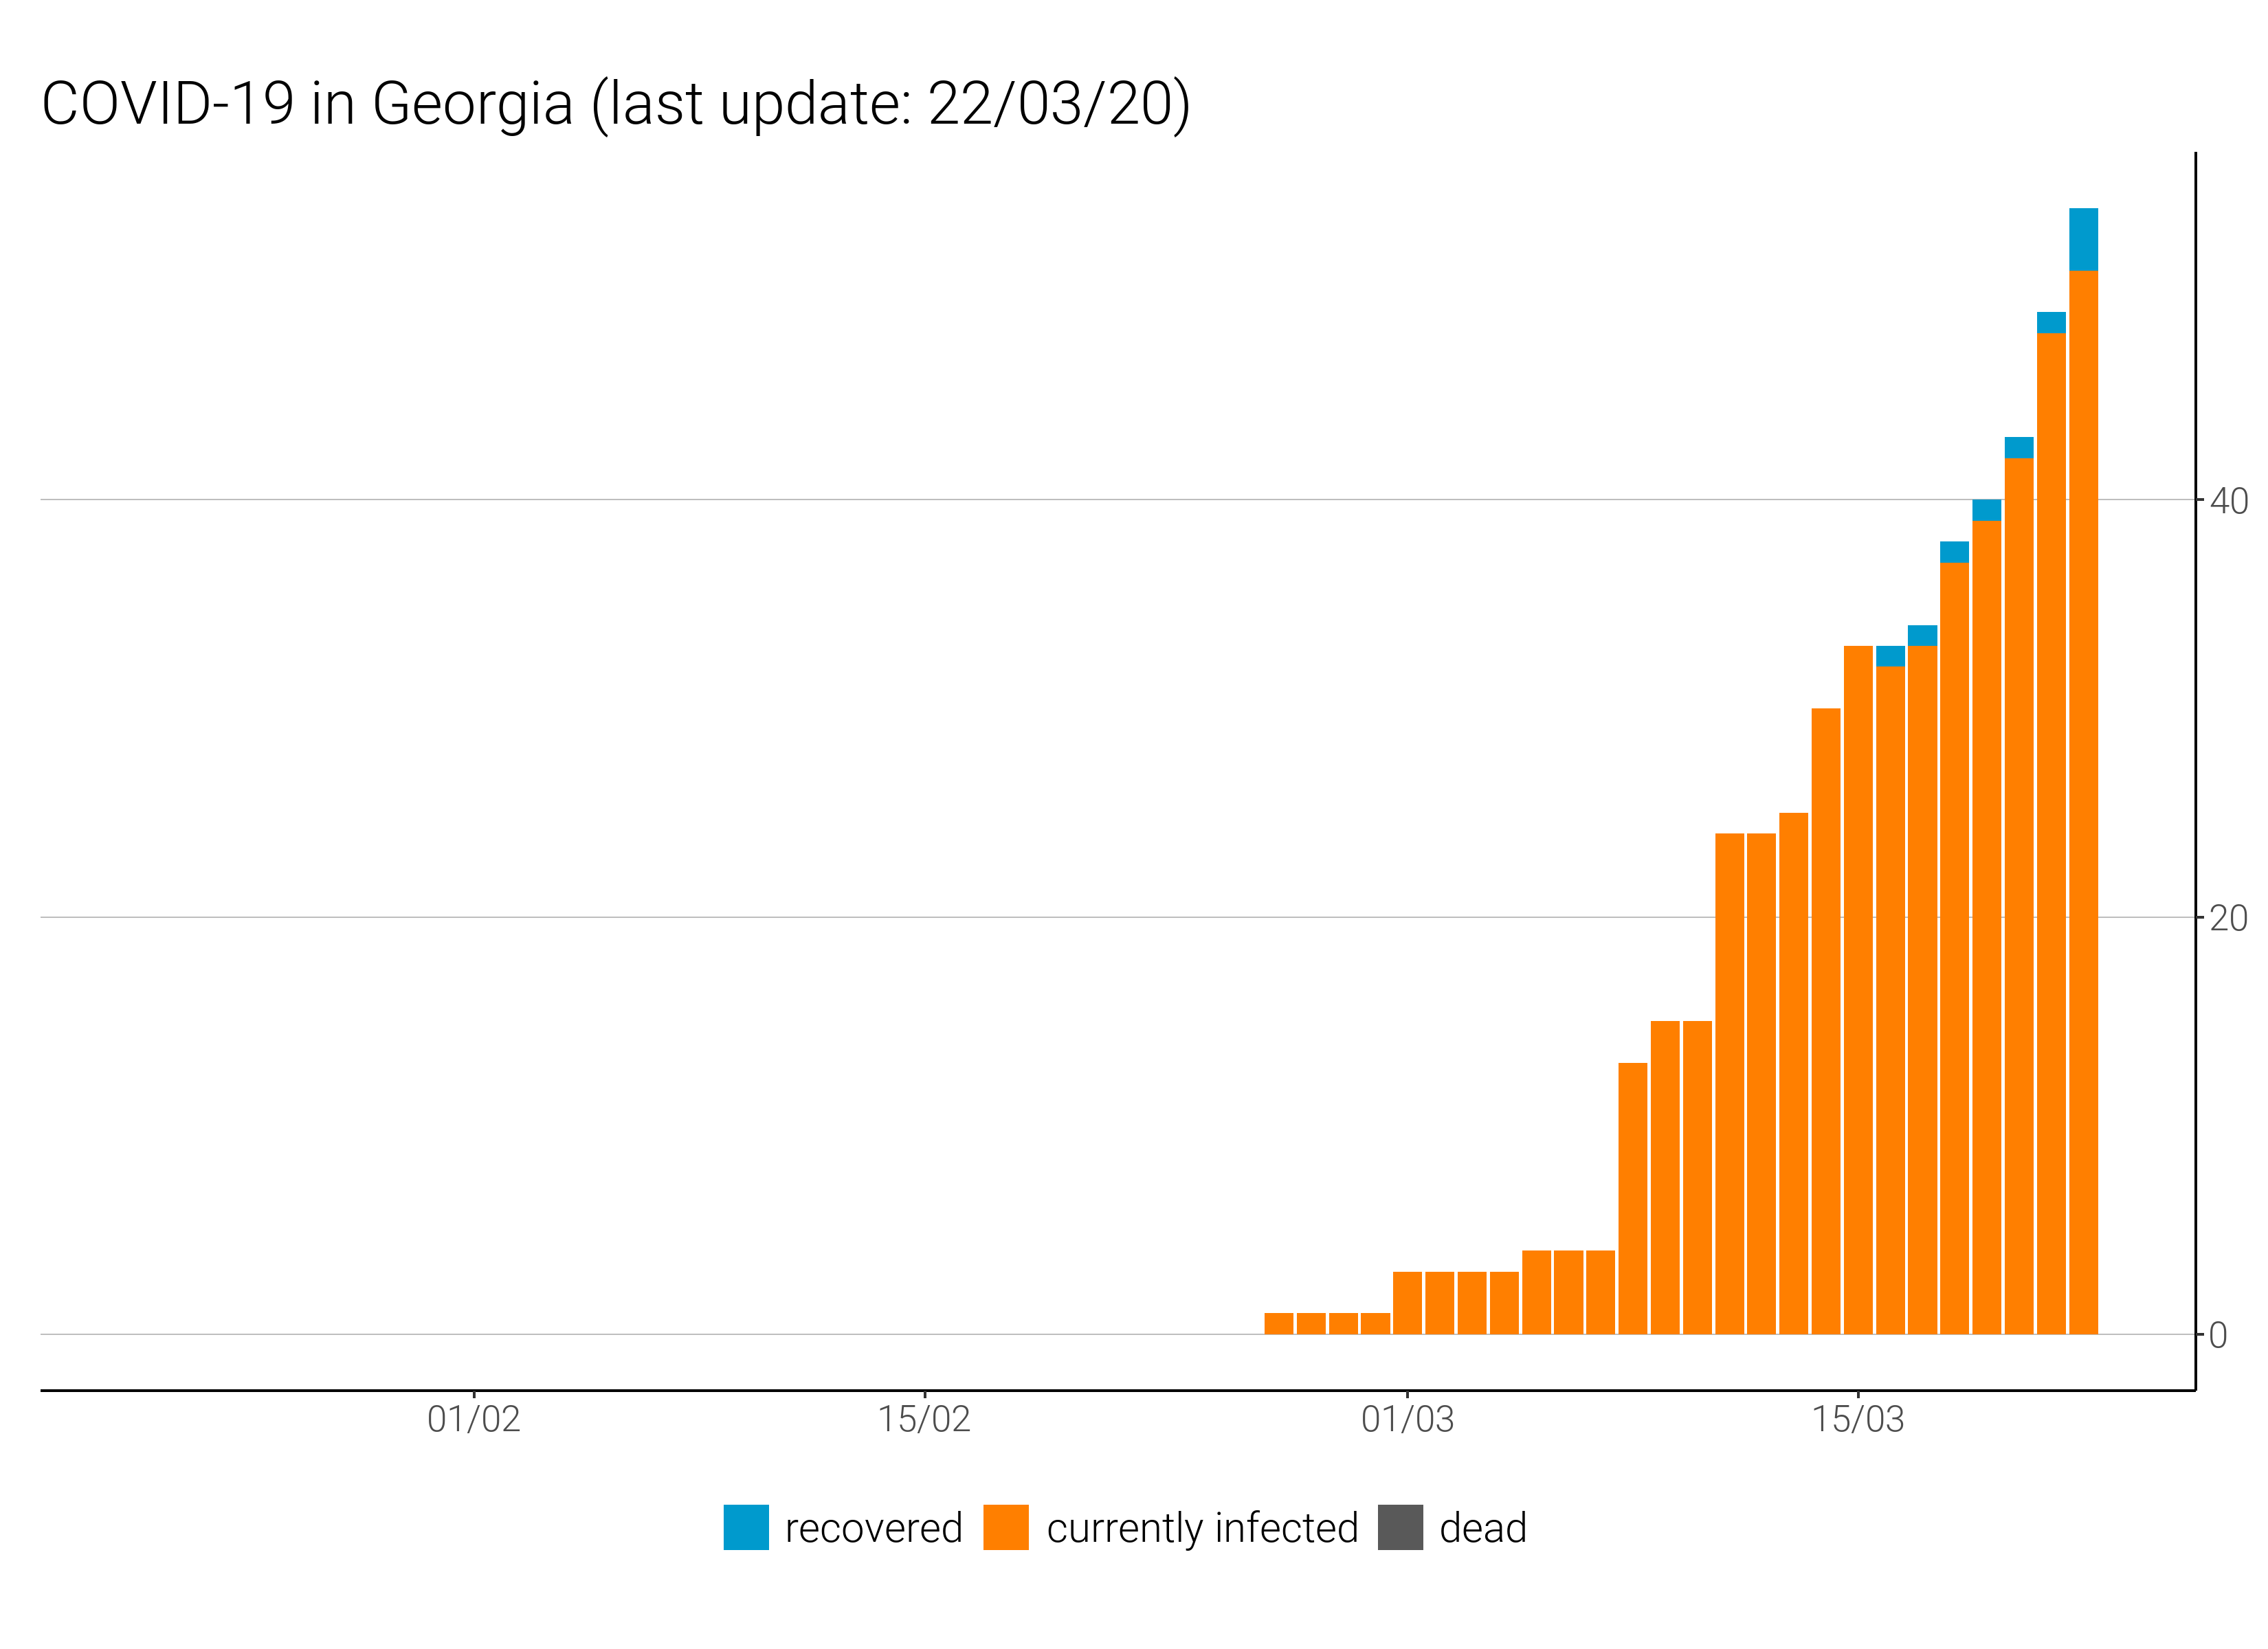 COVID-19 in Georgia (last update: 22/03/20)
40
20
0
01/02 15/02 01/03 15/03
recovered currently infected dead